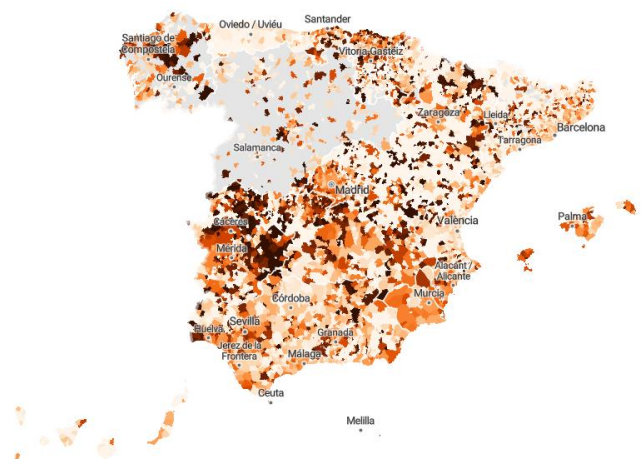 Oviedo / Uviéu
Santander
Santiago de
Compostela
Vitoria-Gasteiz
Ourense
Zaragoza
Lleida
Barcelona
Tarragona
Salamanca
Madrid
Palma
València
Cáceres
Mérida
Alacant /
Alicante
Córdoba
Murcia
Huelva
Sevilla
Granada
Jerez de la
Frontera
Málaga
Ceuta
Melilla